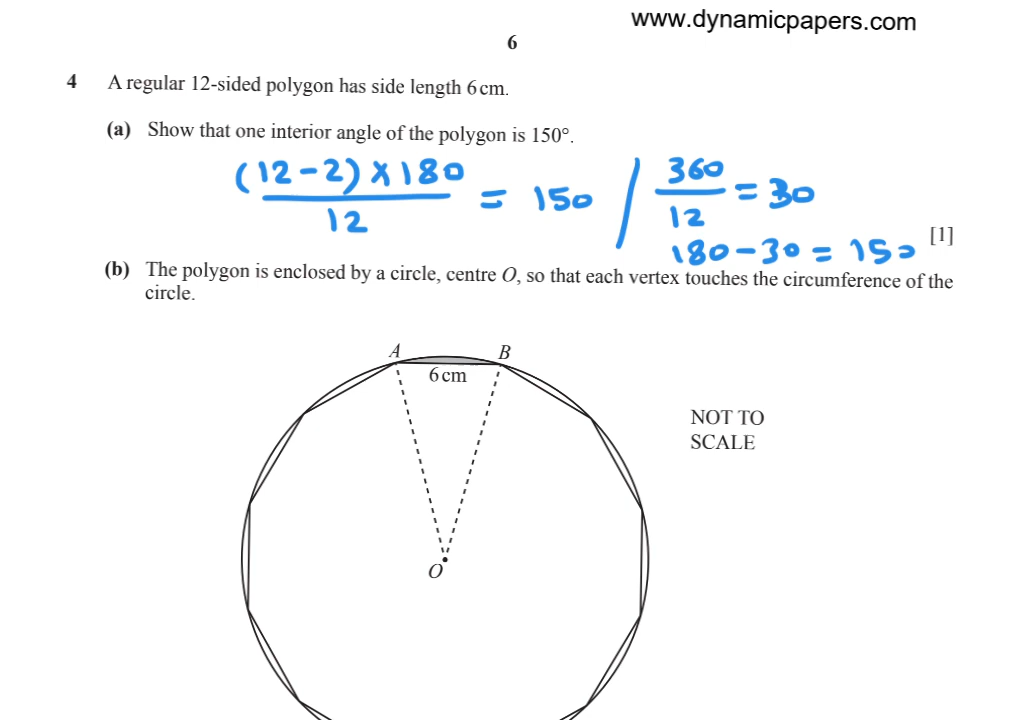 www.dynamicpapers.com
6
4 A regular 12-sided polygon has side length 6 cm.
(a) Show that one interior angle of the polygon is 150°.
(12-2) × 180
12
= 150 / 360
12
= 30
180-30 = 150
[1]
(b) The polygon is enclosed by a circle, centre O, so that each vertex touches the circumference of the
circle.
A B
6 cm
NOT TO
SCALE
O